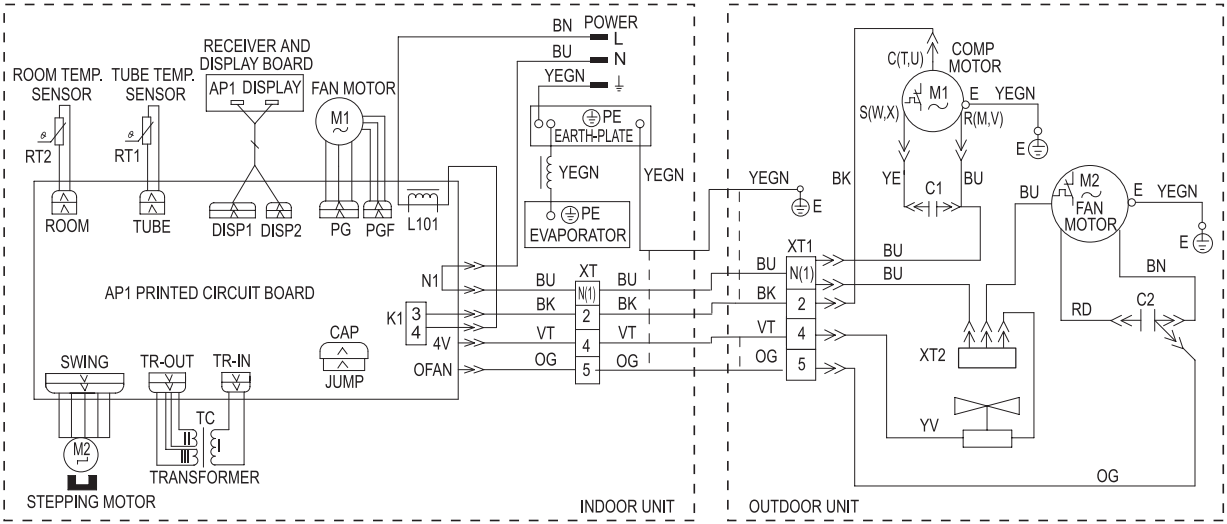 BN
POWER
L
BU
N
YEGN
RECEIVER AND
DISPLAY BOARD
AP1 DISPLAY
ROOM TEMP.
SENSOR
TUBE TEMP.
SENSOR
FAN MOTOR
M1
RT2
RT1
PE
EARTH-PLATE
YEGN
YEGN
PE
EVAPORATOR
ROOM
TUBE
DISP1
DISP2
PG
PGF
L101
AP1 PRINTED CIRCUIT BOARD
N1
K1
3
4
4V
OFAN
CAP
JUMP
BU
BK
VT
OG
XT
N(1)
2
4
5
BU
BK
VT
OG
SWING
TR-OUT
TR-IN
TC
M2
TRANSFORMER
STEPPING MOTOR
INDOOR UNIT
YEGN
E
BU
BK
VT
OG
XT1
N(1)
2
4
5
BK
C(T,U)
COMP
MOTOR
M1
S(W,X)
R(M,V)
E
YEGN
E
YE
C1
BU
BU
BU
BU
M2
FAN
MOTOR
E
YEGN
E
BN
RD
C2
XT2
YV
OG
OUTDOOR UNIT